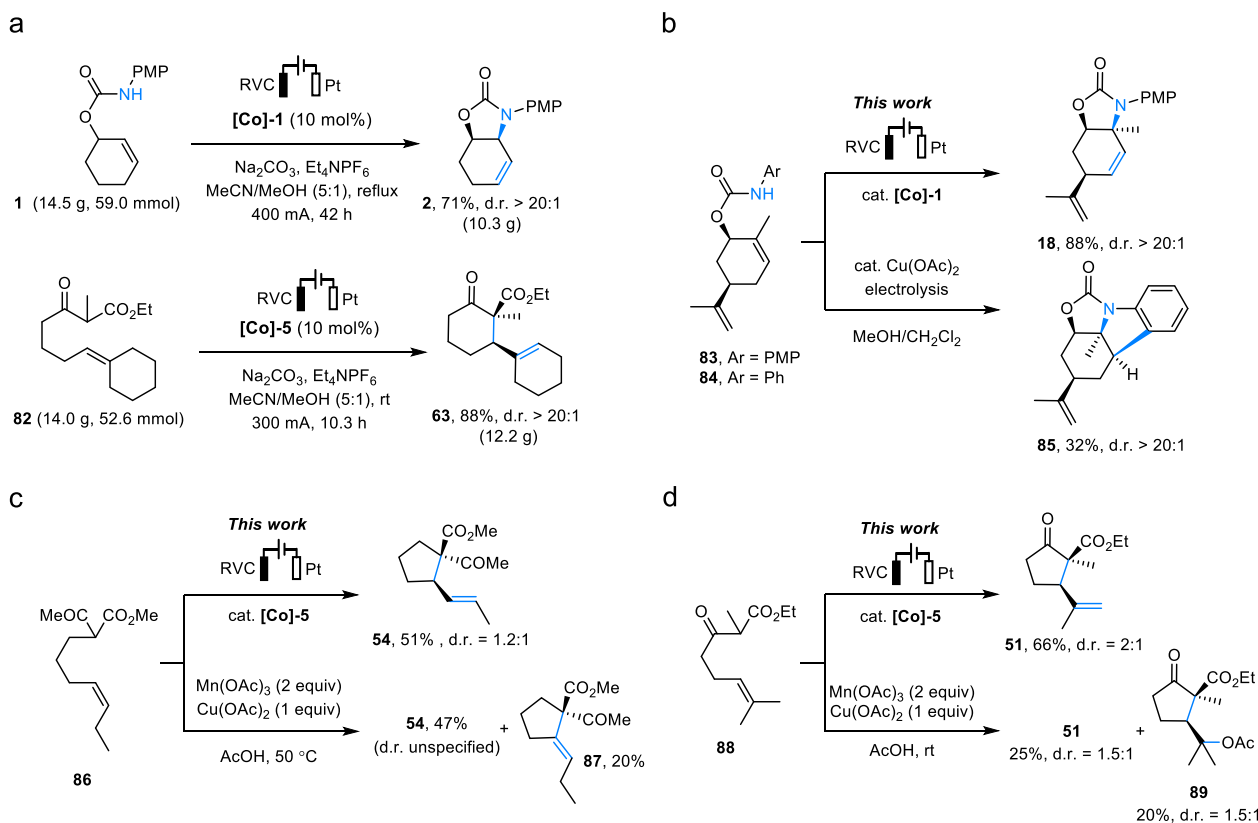 a
O
PMP
NH
O
RVC
Pt
[Co]-1 (10 mol%)
Na2CO3, Et4NPF6
MeCN/MeOH (5:1), reflux
400 mA, 42 h
1 (14.5 g, 59.0 mmol)
O
O
N
PMP
2, 71%, d.r. > 20:1
(10.3 g)
O
CO2Et
RVC
Pt
[Co]-5 (10 mol%)
Na2CO3, Et4NPF6
MeCN/MeOH (5:1), rt
300 mA, 10.3 h
82 (14.0 g, 52.6 mmol)
O
CO2Et
63, 88%, d.r. > 20:1
(12.2 g)
b
O
Ar
NH
O
83, Ar = PMP
84, Ar = Ph
This work
RVC
Pt
cat. [Co]-1
cat. Cu(OAc)2
electrolysis
MeOH/CH2Cl2
O
O
N
PMP
18, 88%, d.r. > 20:1
O
O
N
H
85, 32%, d.r. > 20:1
c
MeOC
CO2Me
86
This work
RVC
Pt
cat. [Co]-5
Mn(OAc)3 (2 equiv)
Cu(OAc)2 (1 equiv)
AcOH, 50 °C
CO2Me
COMe
54, 51% , d.r. = 1.2:1
54, 47%
(d.r. unspecified)
+
CO2Me
COMe
87, 20%
d
O
CO2Et
88
This work
RVC
Pt
cat. [Co]-5
Mn(OAc)3 (2 equiv)
Cu(OAc)2 (1 equiv)
AcOH, rt
O
CO2Et
51, 66%, d.r. = 2:1
51
25%, d.r. = 1.5:1
+
O
CO2Et
OAc
89
20%, d.r. = 1.5:1